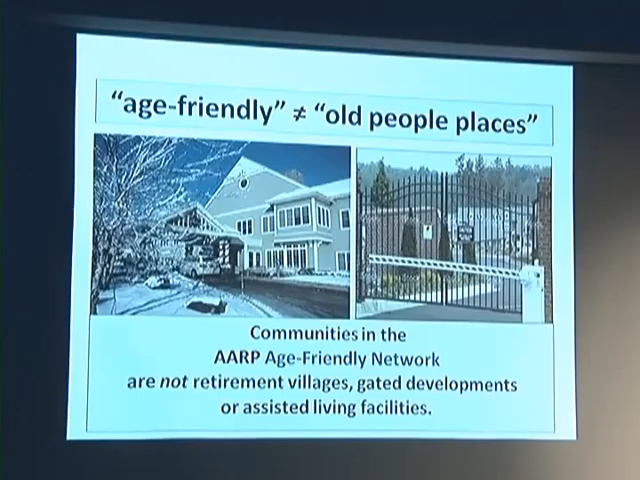 “age-friendly” ≠ “old people places”
Communities in the
AARP Age-Friendly Network
are not retirement villages, gated developments
or assisted living facilities.